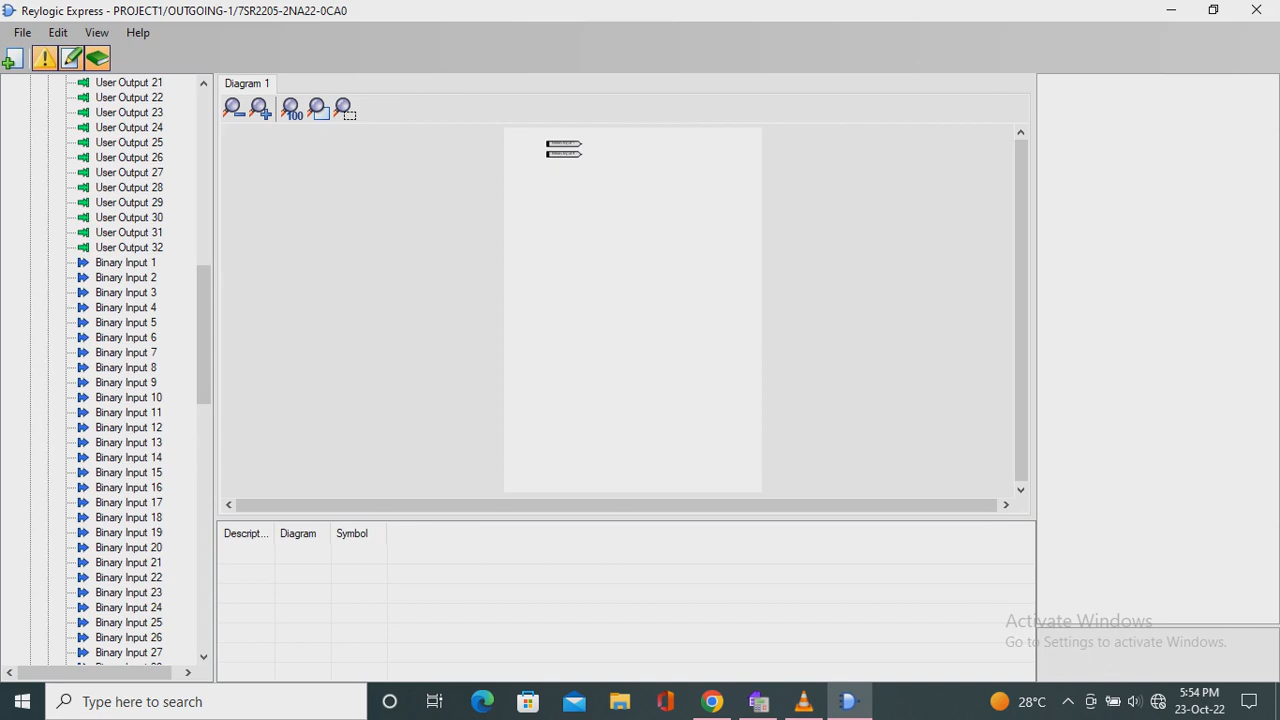 Reylogic Express - PROJECT1/OUTGOING-1/7SR2205-2NA22-0CA0
File Edit View Help
User Output 21
User Output 22
User Output 23
User Output 24
User Output 25
User Output 26
User Output 27
User Output 28
User Output 29
User Output 30
User Output 31
User Output 32
Binary Input 1
Binary Input 2
Binary Input 3
Binary Input 4
Binary Input 5
Binary Input 6
Binary Input 7
Binary Input 8
Binary Input 9
Binary Input 10
Binary Input 11
Binary Input 12
Binary Input 13
Binary Input 14
Binary Input 15
Binary Input 16
Binary Input 17
Binary Input 18
Binary Input 19
Binary Input 20
Binary Input 21
Binary Input 22
Binary Input 23
Binary Input 24
Binary Input 25
Binary Input 26
Binary Input 27
Diagram 1
100
Descript... Diagram Symbol
Activate Windows
Go to Settings to activate Windows.
Type here to search
28°C
5:54 PM
23-Oct-22